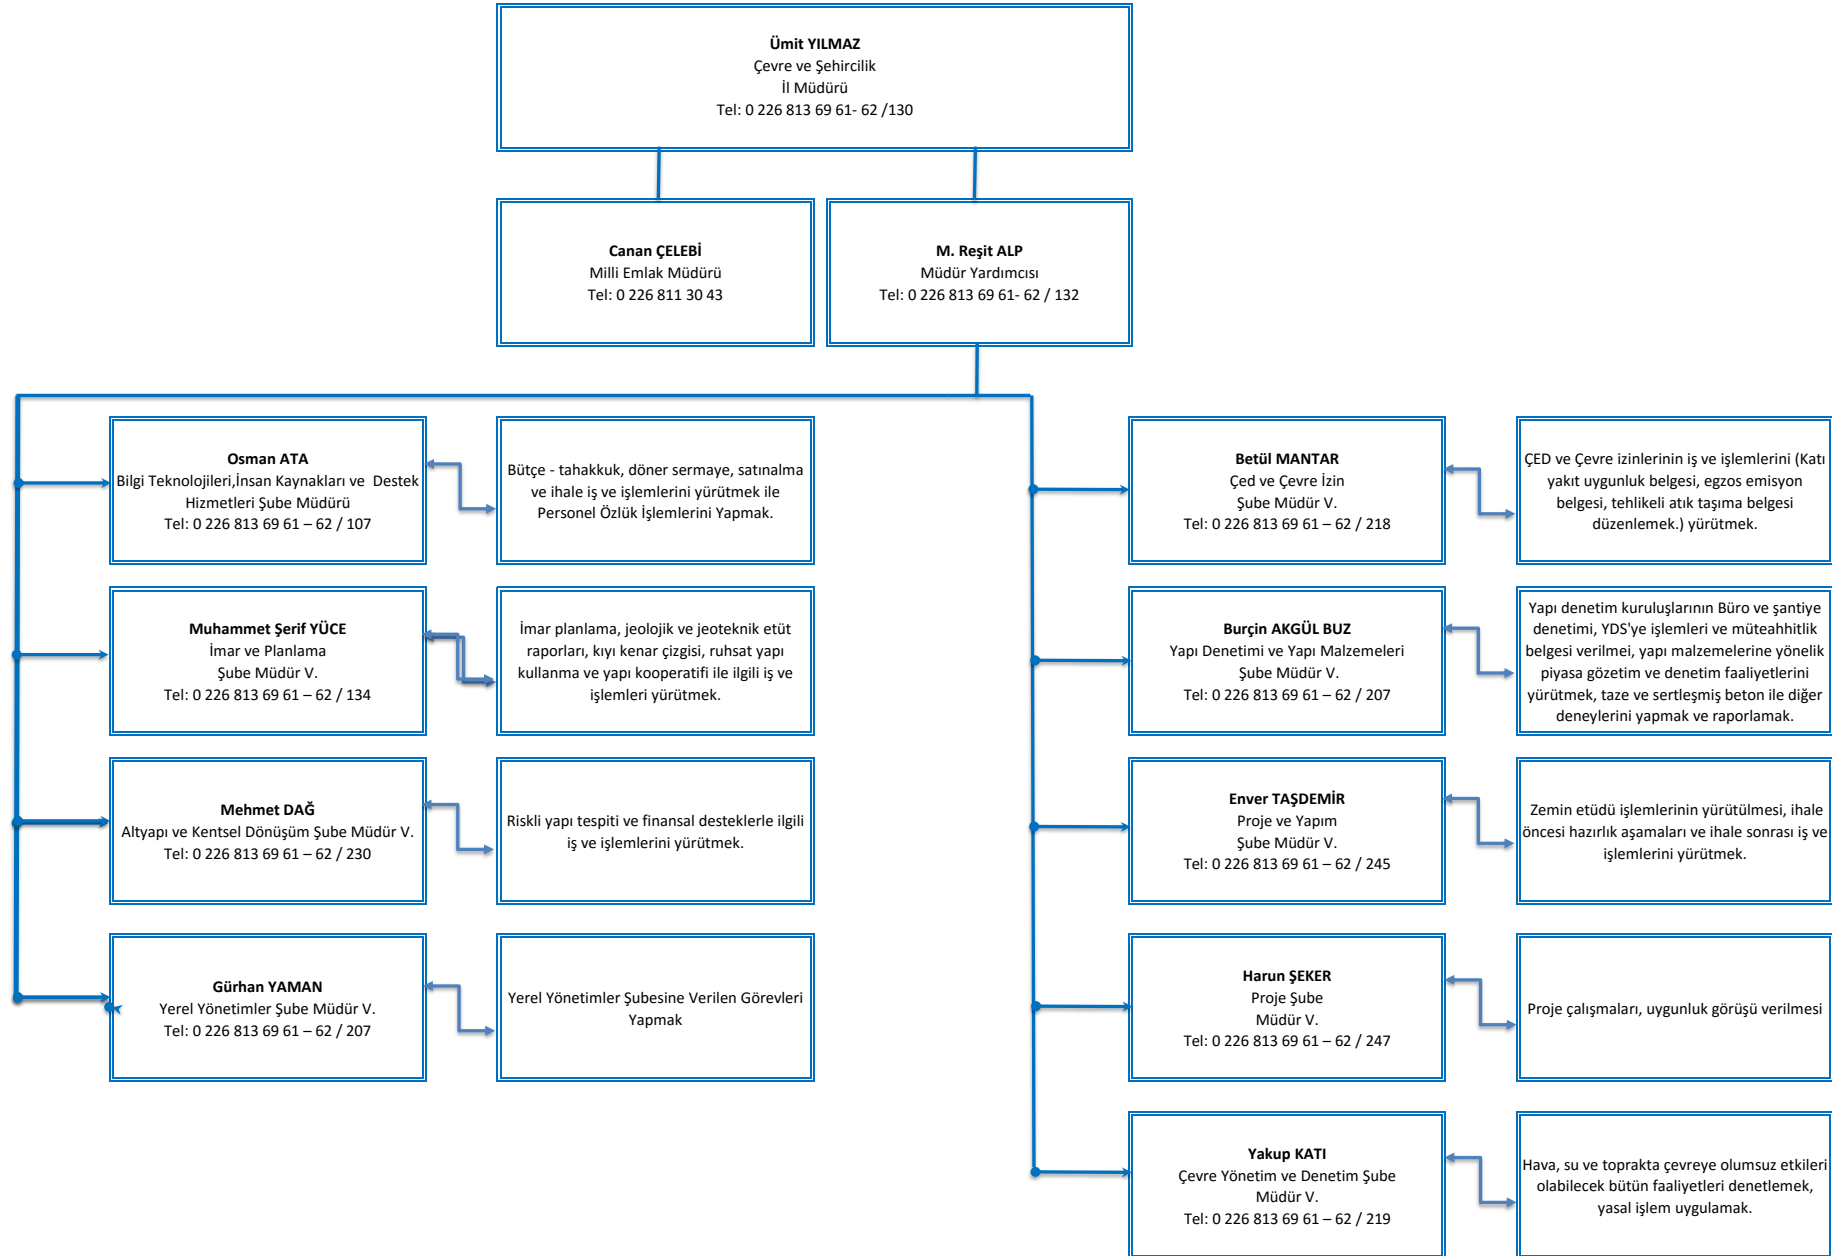 Ümit YILMAZ
Çevre ve Şehircilik
İl Müdürü
Tel: 0 226 813 69 61- 62 /130
Canan ÇELEBİ
Milli Emlak Müdürü
Tel: 0 226 811 30 43
M. Reşit ALP
Müdür Yardımcısı
Tel: 0 226 813 69 61- 62 / 132
Osman ATA
Bilgi Teknolojileri,İnsan Kaynakları ve Destek
Hizmetleri Şube Müdürü
Tel: 0 226 813 69 61 – 62 / 107
Bütçe - tahakkuk, döner sermaye, satınalma
ve ihale iş ve işlemlerini yürütmek ile
Personel Özlük İşlemlerini Yapmak.
Muhammet Şerif YÜCE
İmar ve Planlama
Şube Müdür V.
Tel: 0 226 813 69 61 – 62 / 134
İmar planlama, jeolojik ve jeoteknik etüt
raporları, kıyı kenar çizgisi, ruhsat yapı
kullanma ve yapı kooperatifi ile ilgili iş ve
işlemleri yürütmek.
Mehmet DAĞ
Altyapı ve Kentsel Dönüşüm Şube Müdür V.
Tel: 0 226 813 69 61 – 62 / 230
Riskli yapı tespiti ve finansal desteklerle ilgili
iş ve işlemlerini yürütmek.
Gürhan YAMAN
Yerel Yönetimler Şube Müdür V.
Tel: 0 226 813 69 61 – 62 / 207
Yerel Yönetimler Şubesine Verilen Görevleri
Yapmak
Betül MANTAR
Çed ve Çevre İzin
Şube Müdür V.
Tel: 0 226 813 69 61 – 62 / 218
ÇED ve Çevre izinlerinin iş ve işlemlerini (Katı
yakıt uygunluk belgesi, egzos emisyon
belgesi, tehlikeli atık taşıma belgesi
düzenlemek.) yürütmek.
Burçin AKGÜL BUZ
Yapı Denetimi ve Yapı Malzemeleri
Şube Müdür V.
Tel: 0 226 813 69 61 – 62 / 207
Yapı denetim kuruluşlarının Büro ve şantiye
denetimi, YDS'ye işlemleri ve müteahhitlik
belgesi verilmei, yapı malzemelerine yönelik
piyasa gözetim ve denetim faaliyetlerini
yürütmek, taze ve sertleşmiş beton ile diğer
deneylerini yapmak ve raporlamak.
Enver TAŞDEMİR
Proje ve Yapım
Şube Müdür V.
Tel: 0 226 813 69 61 – 62 / 245
Zemin etüdü işlemlerinin yürütülmesi, ihale
öncesi hazırlık aşamaları ve ihale sonrası iş ve
işlemlerini yürütmek.
Harun ŞEKER
Proje Şube
Müdür V.
Tel: 0 226 813 69 61 – 62 / 247
Proje çalışmaları, uygunluk görüşü verilmesi
Yakup KATI
Çevre Yönetim ve Denetim Şube
Müdür V.
Tel: 0 226 813 69 61 – 62 / 219
Hava, su ve toprakta çevreye olumsuz etkileri
olabilecek bütün faaliyetleri denetlemek,
yasal işlem uygulamak.